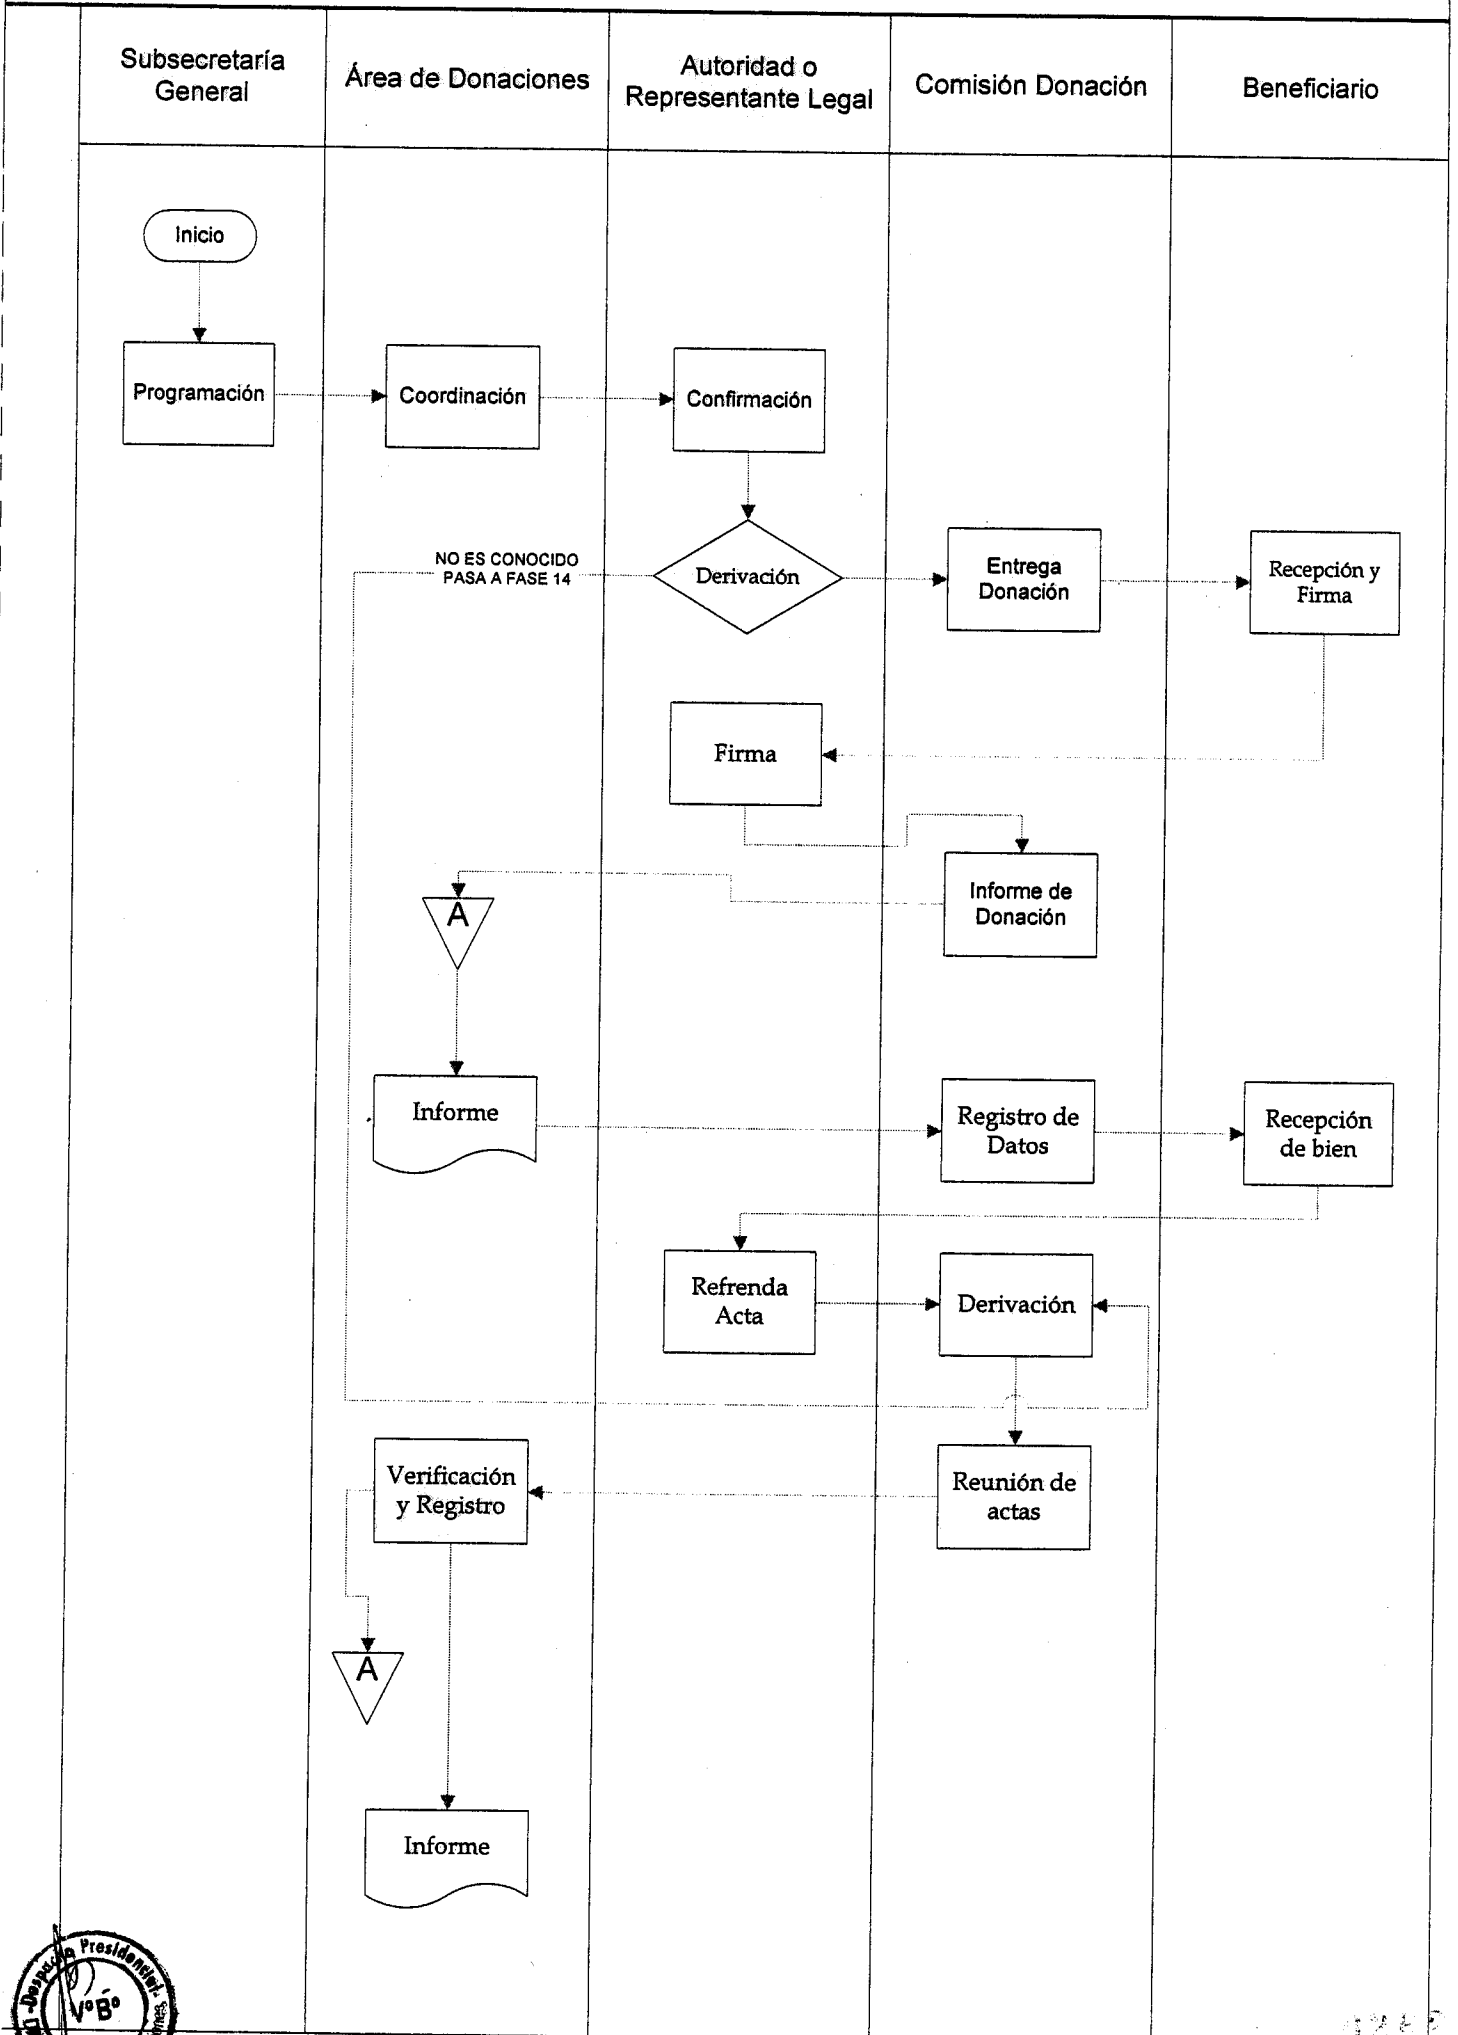 Subsecretaría
General
Área de Donaciones
Autoridad o
Representante Legal
Comisión Donación
Beneficiario
Inicio
Programación
Coordinación
Confirmación
NO ES CONOCIDO
PASA A FASE 14
Derivación
Entrega
Donación
Recepción y
Firma
Firma
Informe de
Donación
A
Informe
Registro de
Datos
Recepción
de bien
Refrenda
Acta
Derivación
Verificación
y Registro
Reunión de
actas
A
Informe
Despacho Presidencial
VºBº